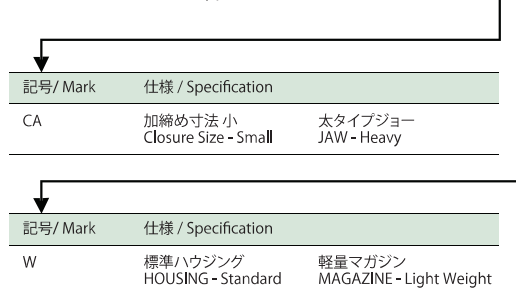 記号/ Mark 仕様 / Specification
CA 加締め寸法 小 太タイプジョー
Closure Size - Small JAW - Heavy
記号/ Mark 仕様 / Specification
W 標準ハウジング 軽量マガジン
HOUSING - Standard MAGAZINE - Light Weight